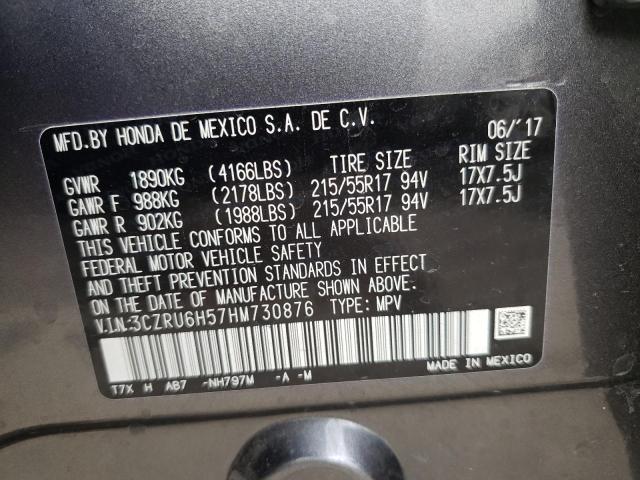 MFD.BY HONDA DE MEXICO S.A. DE C.V. 06/'17
GVWR 1890KG (4166LBS) TIRE SIZE RIM SIZE
GAWR F 988KG (2178LBS) 215/55R17 94V 17X7.5J
GAWR R 902KG (1988LBS) 215/55R17 94V 17X7.5J
THIS VEHICLE CONFORMS TO ALL APPLICABLE
FEDERAL MOTOR VEHICLE SAFETY
AND THEFT PREVENTION STANDARDS IN EFFECT
ON THE DATE OF MANUFACTURE SHOWN ABOVE.
V.I.N:3CZRU6H57HM730876 TYPE: MPV
MADE IN MEXICO
T7X H AB7 -NH797M -A -M